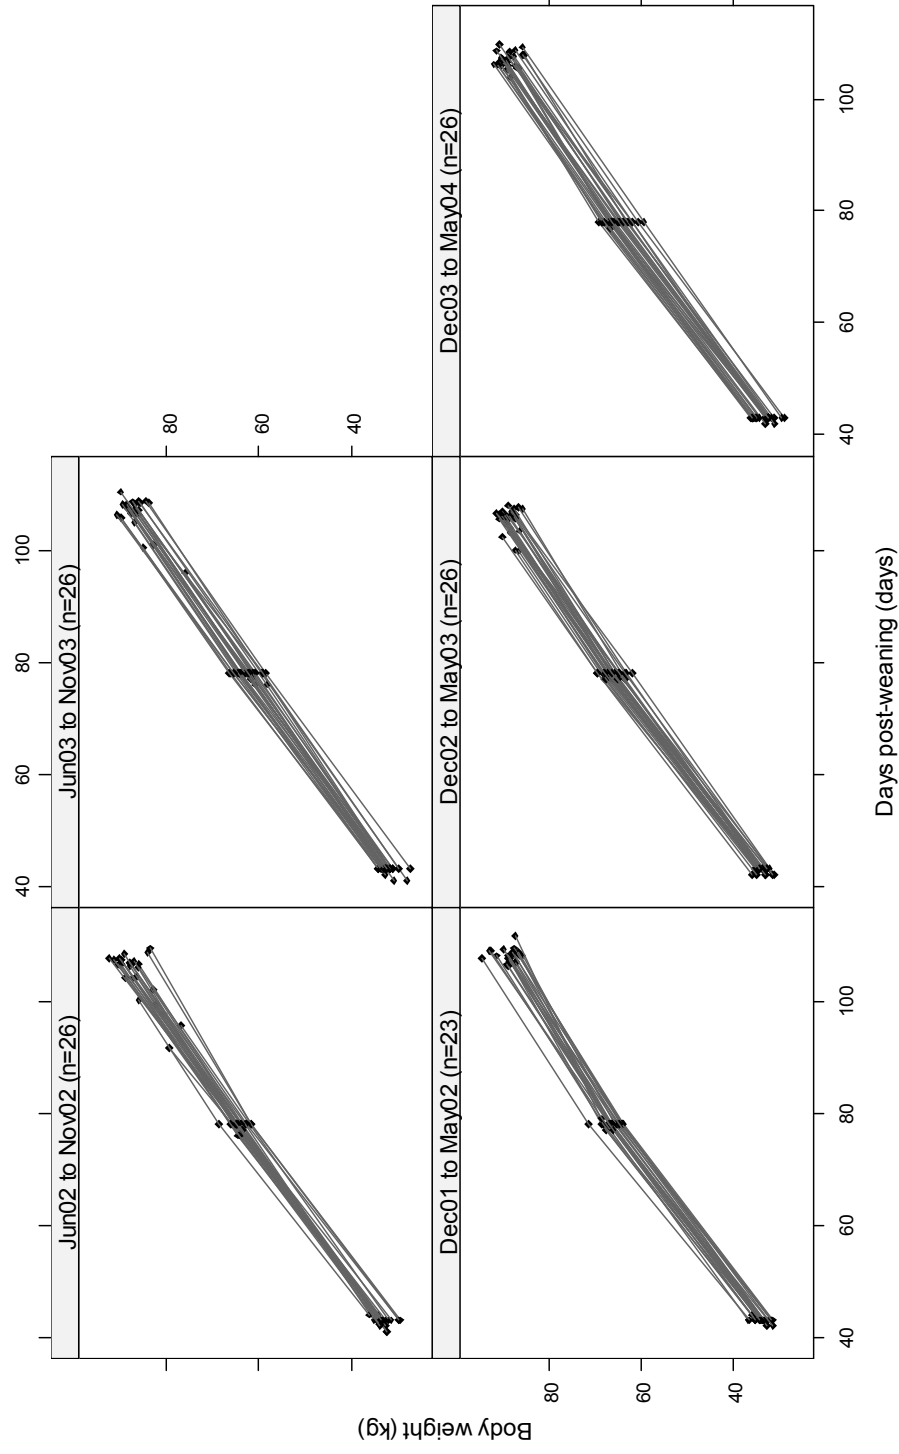 Jun02 to Nov02 (n=26)
Jun03 to Nov03 (n=26)
Dec01 to May02 (n=23)
Dec02 to May03 (n=26)
Dec03 to May04 (n=26)
40
60
80
100
80
60
40
80
60
40
40
60
80
100
40
60
80
100
Body weight (kg)
Days post-weaning (days)